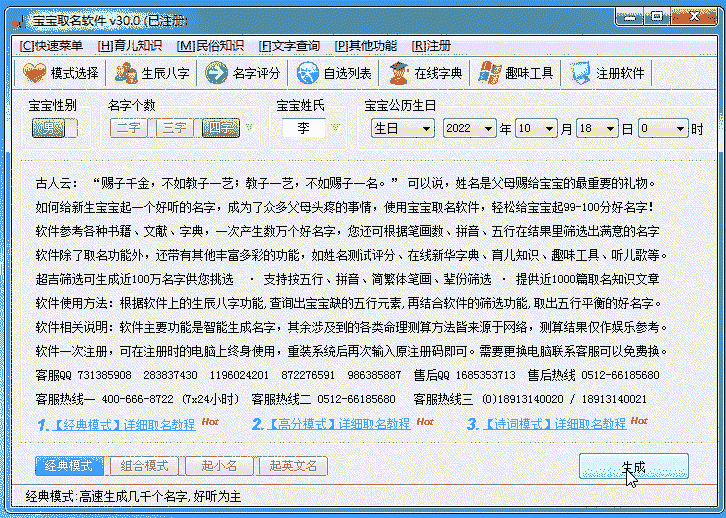 宝宝取名软件 v30.0 (已注册)
[C]快速菜单 [H]育儿知识 [M]民俗知识 [F]文字查询 [P]其他功能 [R]注册
模式选择 生辰八字 名字评分 自选列表 在线字典 趣味工具 注册软件
宝宝性别 名字个数 宝宝姓氏 宝宝公历生日
男 二字 三字 四字 李 生日 2022 年 10 月 18 日 0 时
古人云： “赐子千金，不如教子一艺；教子一艺，不如赐子一名。” 可以说，姓名是父母赐给宝宝的最重要的礼物。
如何给新生宝宝起一个好听的名字，成为了众多父母头疼的事情，使用宝宝取名软件，轻松给宝宝起99-100分好名字！
软件参考各种书籍、文献、字典，一次产生数万个好名字，您还可根据笔画数、拼音、五行在结果里筛选出满意的名字
软件除了取名功能外，还带有其他丰富多彩的功能，如姓名测试评分、在线新华字典、育儿知识、趣味工具、听儿歌等。
超吉筛选可生成近100万名字供您挑选 · 支持按五行、拼音、简繁体笔画、辈份筛选 · 提供近1000篇取名知识文章
软件使用方法：根据软件上的生辰八字功能,查询出宝宝缺的五行元素,再结合软件的筛选功能,取出五行平衡的好名字。
软件相关说明：软件主要功能是智能生成名字，其余涉及到的各类命理测算方法皆来源于网络，测算结果仅作娱乐参考。
软件一次注册，可在注册时的电脑上终身使用，重装系统后再次输入原注册码即可。需要更换电脑联系客服可以免费换。
客服QQ 731385908 283837430 1196024201 872276591 986385887 售后QQ 1685353713 售后热线 0512-66185680
客服热线一 400-666-8722 (7x24小时) 客服热线二 0512-66185680 客服热线三 (0)18913140020 / 18913140021
1.【经典模式】详细取名教程 Hot 2.【高分模式】详细取名教程 Hot 3.【诗词模式】详细取名教程 Hot
经典模式 组合模式 起小名 起英文名 生成
经典模式:高速生成几千个名字,好听为主